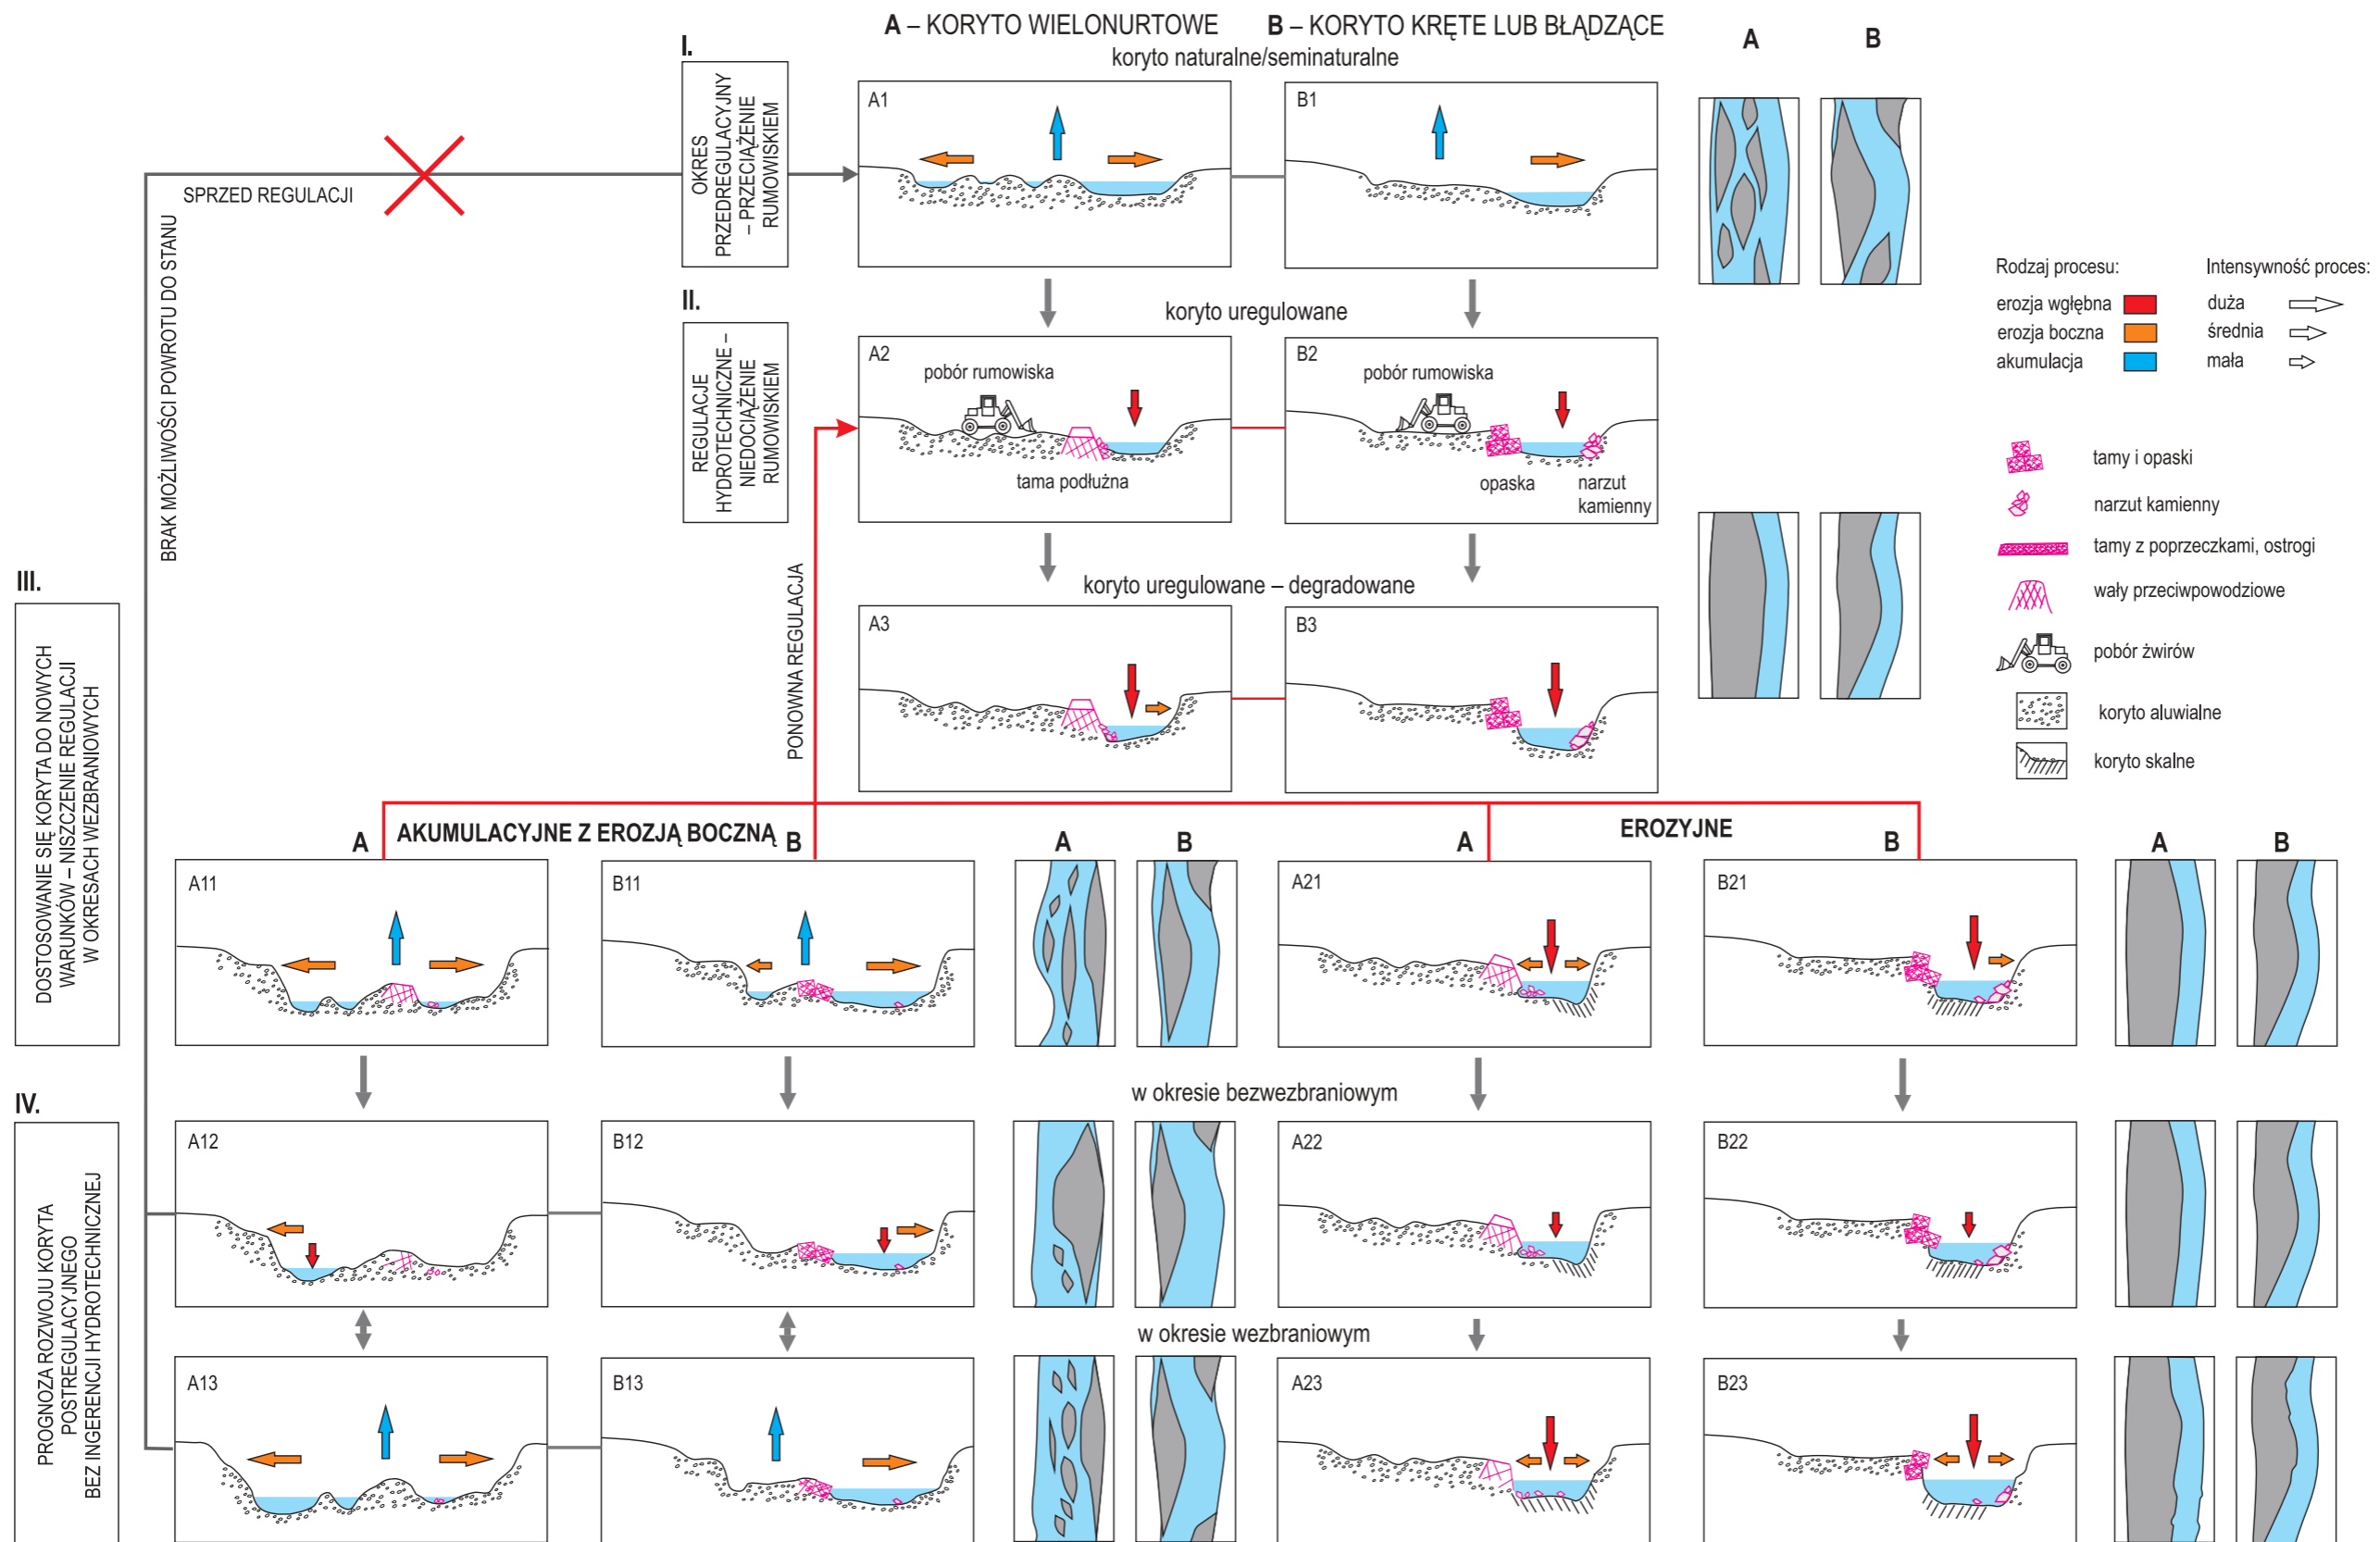 A – KORYTO WIELONURTOWE
B – KORYTO KRĘTE LUB BŁĄDZĄCE
koryto naturalne/seminaturalne
A
B
I.
OKRES
PRZEDREGULACYJNY
– PRZECIĄŻENIE
RUMOWISKIEM
A1
B1
SPRZED REGULACJI
BRAK MOŻLIWOŚCI POWROTU DO STANU
Rodzaj procesu:
erozja wgłębna
erozja boczna
akumulacja
Intensywność proces:
duża
średnia
mała
II.
REGULACJE
HYDROTECHNICZNE –
NIEDOCIĄŻENIE
RUMOWISKIEM
koryto uregulowane
A2
pobór rumowiska
tama podłużna
B2
pobór rumowiska
opaska
narzut
kamienny
tamy i opaski
narzut kamienny
tamy z poprzeczkami, ostrogi
wały przeciwpowodziowe
pobór żwirów
koryto aluwialne
koryto skalne
koryto uregulowane – degradowane
A3
B3
PONOWNA REGULACJA
III.
DOSTOSOWANIE SIĘ KORYTA DO NOWYCH
WARUNKÓW – NISZCZENIE REGULACJI
W OKRESACH WEZBRANIOWYCH
A
AKUMULACYJNE Z EROZJĄ BOCZNĄ
B
A
B
A
EROZYJNE
B
A
B
A11
B11
A21
B21
w okresie bezwezbraniowym
IV.
PROGNOZA ROZWOJU KORYTA
POSTREGULACYJNEGO
BEZ INGERENCJI HYDROTECHNICZNEJ
A12
B12
A22
B22
w okresie wezbraniowym
A13
B13
A23
B23